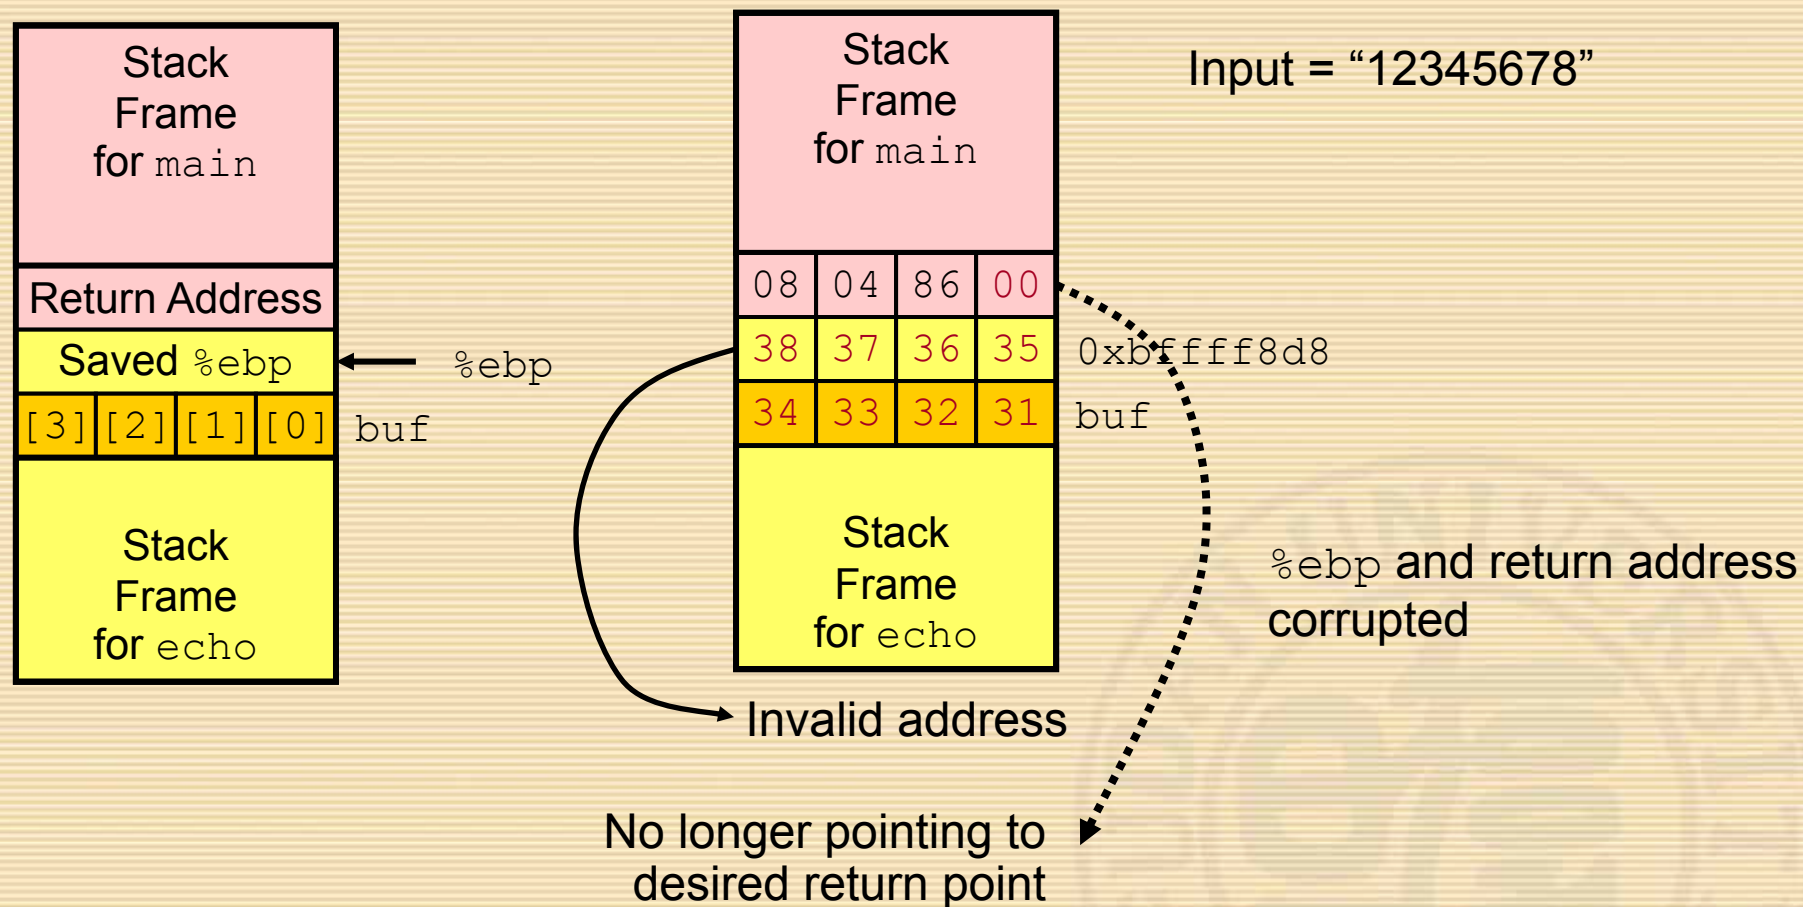 Stack
Frame
for main
Return Address
Saved %ebp
%ebp
[3] [2] [1] [0]
buf
Stack
Frame
for echo
Stack
Frame
for main
08 04 86 00
38 37 36 35
0xbffff8d8
34 33 32 31
buf
Stack
Frame
for echo
Invalid address
No longer pointing to
desired return point
Input = “12345678”
%ebp and return address
corrupted